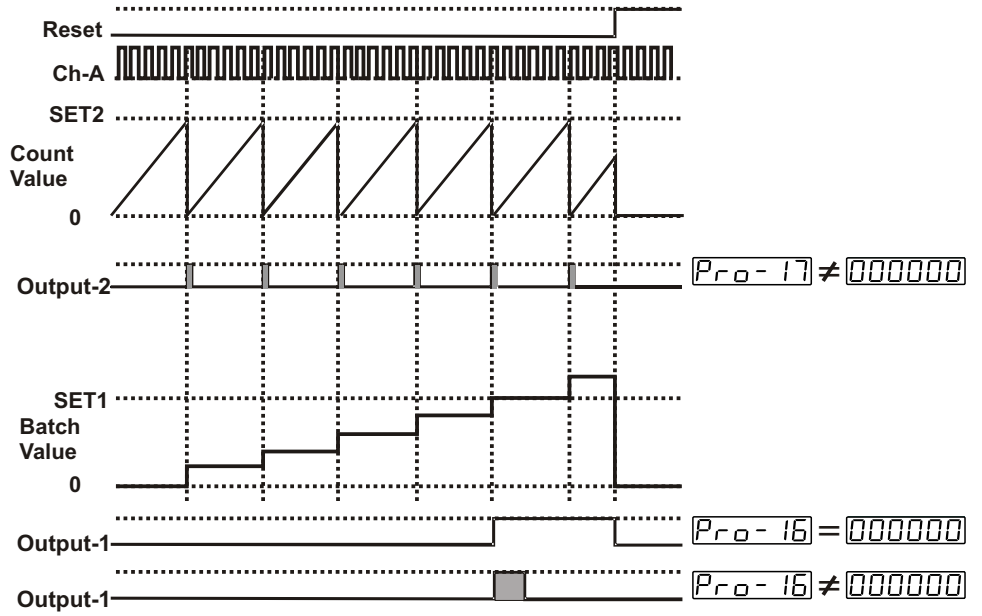 Reset
Ch-A
SET2
Count
Value
0
Output-2
Pro-17 ≠ 000000
SET1
Batch
Value
0
Output-1
Pro-16 = 000000
Output-1
Pro-16 ≠ 000000